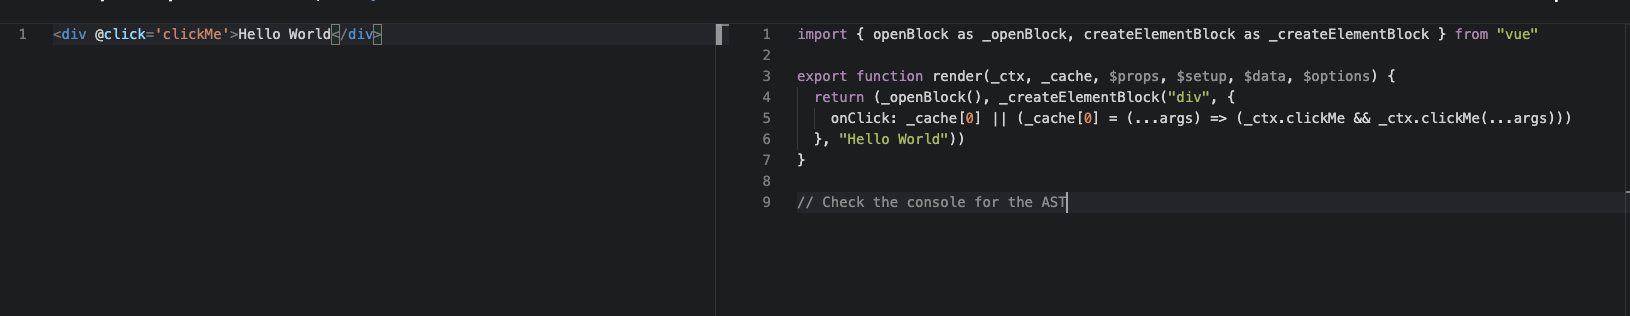 1 <div @click='clickMe'>Hello World</div>
1 import { openBlock as _openBlock, createElementBlock as _createElementBlock } from "vue"
2
3 export function render(_ctx, _cache, $props, $setup, $data, $options) {
4 return (_openBlock(), _createElementBlock("div", {
5 onClick: _cache[0] || (_cache[0] = (...args) => (_ctx.clickMe && _ctx.clickMe(...args)))
6 }, "Hello World"))
7 }
8
9 // Check the console for the AST